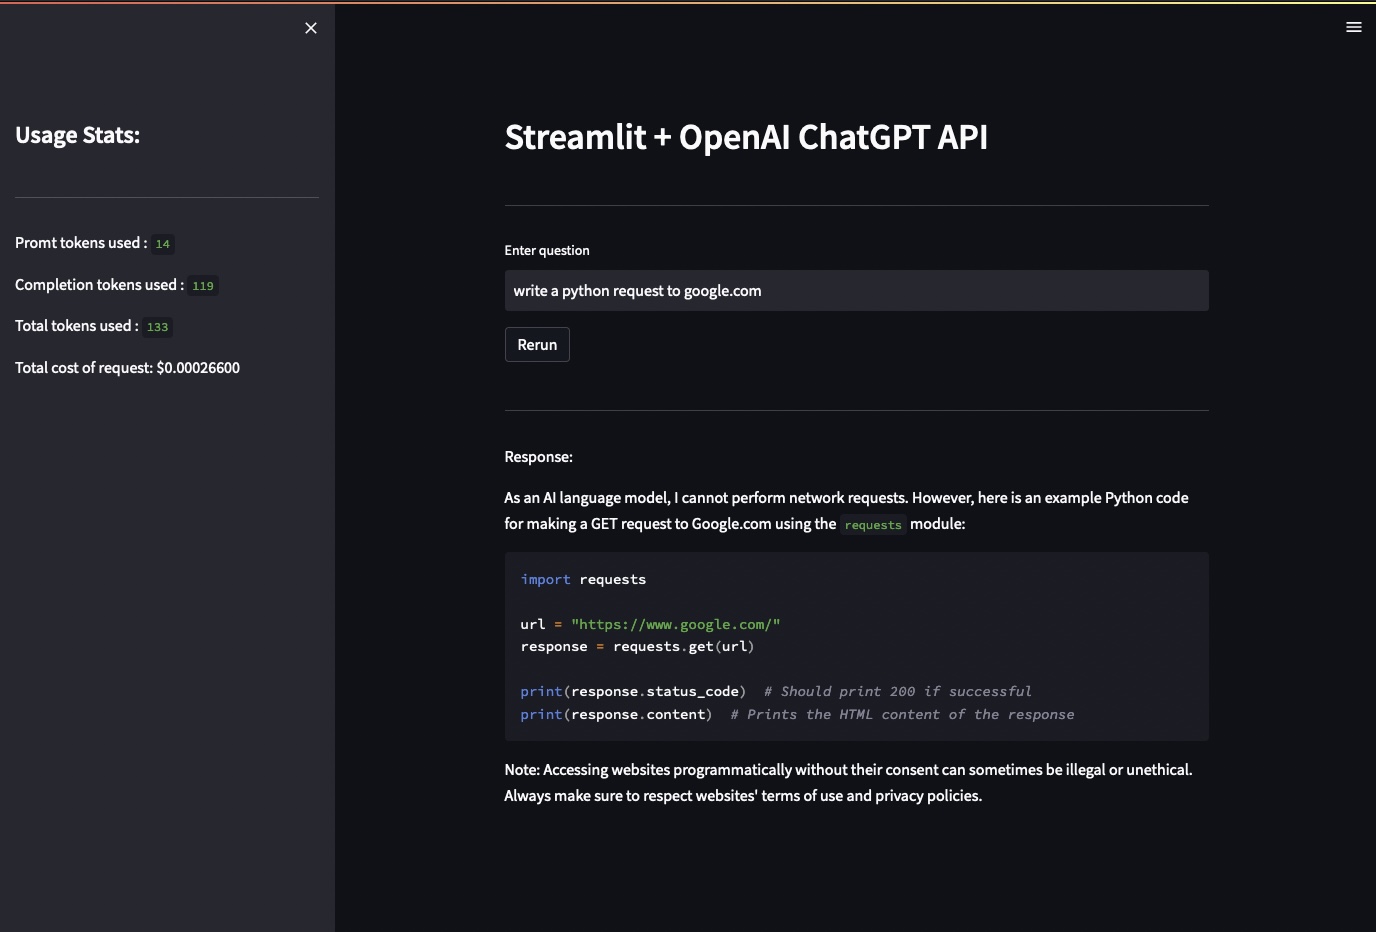 Usage Stats:
Promt tokens used : 14
Completion tokens used : 119
Total tokens used : 133
Total cost of request: $0.00026600
Streamlit + OpenAI ChatGPT API
Enter question
write a python request to google.com
Rerun
Response:
As an AI language model, I cannot perform network requests. However, here is an example Python code
for making a GET request to Google.com using the requests module:
import requests
url = "https://www.google.com/"
response = requests.get(url)
print(response.status_code)  # Should print 200 if successful
print(response.content)  # Prints the HTML content of the response
Note: Accessing websites programmatically without their consent can sometimes be illegal or unethical.
Always make sure to respect websites' terms of use and privacy policies.